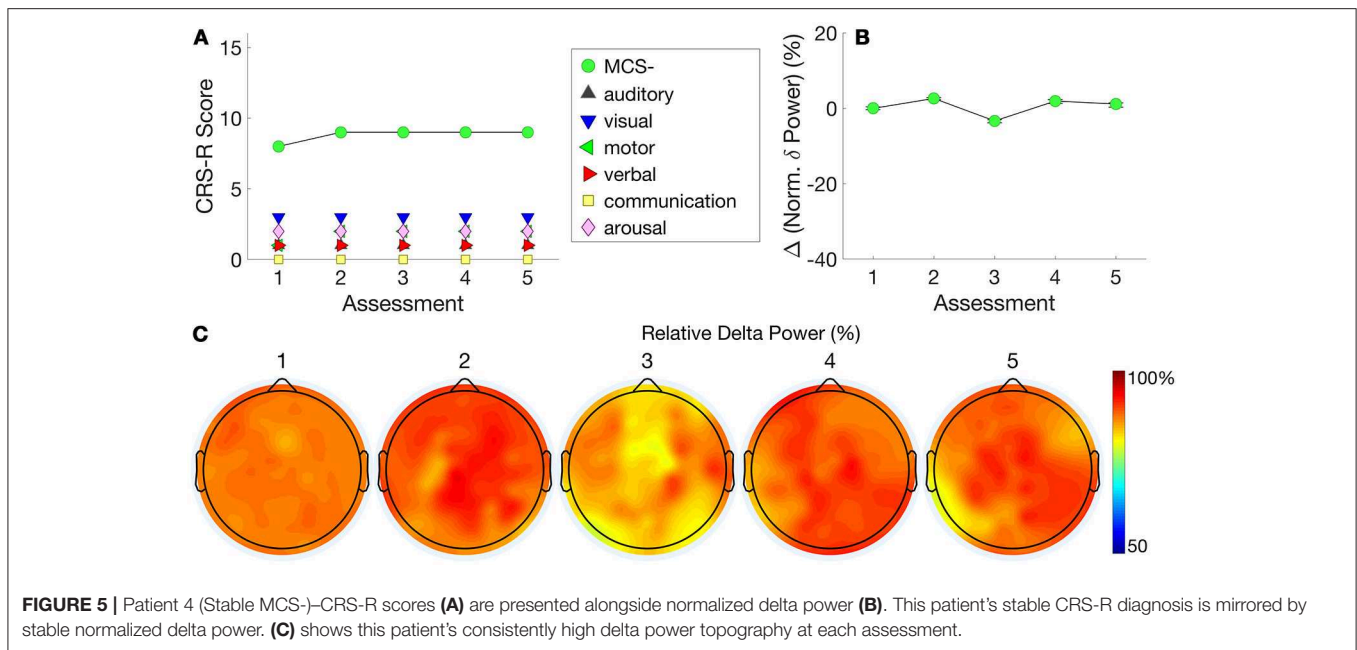 A
15
10
5
0
CRS-R Score
1 2 3 4 5
Assessment
MCS-
auditory
visual
motor
verbal
communication
arousal
B
20
0
-20
-40
Δ (Norm. δ Power) (%)
1 2 3 4 5
Assessment
C
Relative Delta Power (%)
1 2 3 4 5
100%
50
FIGURE 5 | Patient 4 (Stable MCS-)–CRS-R scores (A) are presented alongside normalized delta power (B). This patient's stable CRS-R diagnosis is mirrored by
stable normalized delta power. (C) shows this patient's consistently high delta power topography at each assessment.